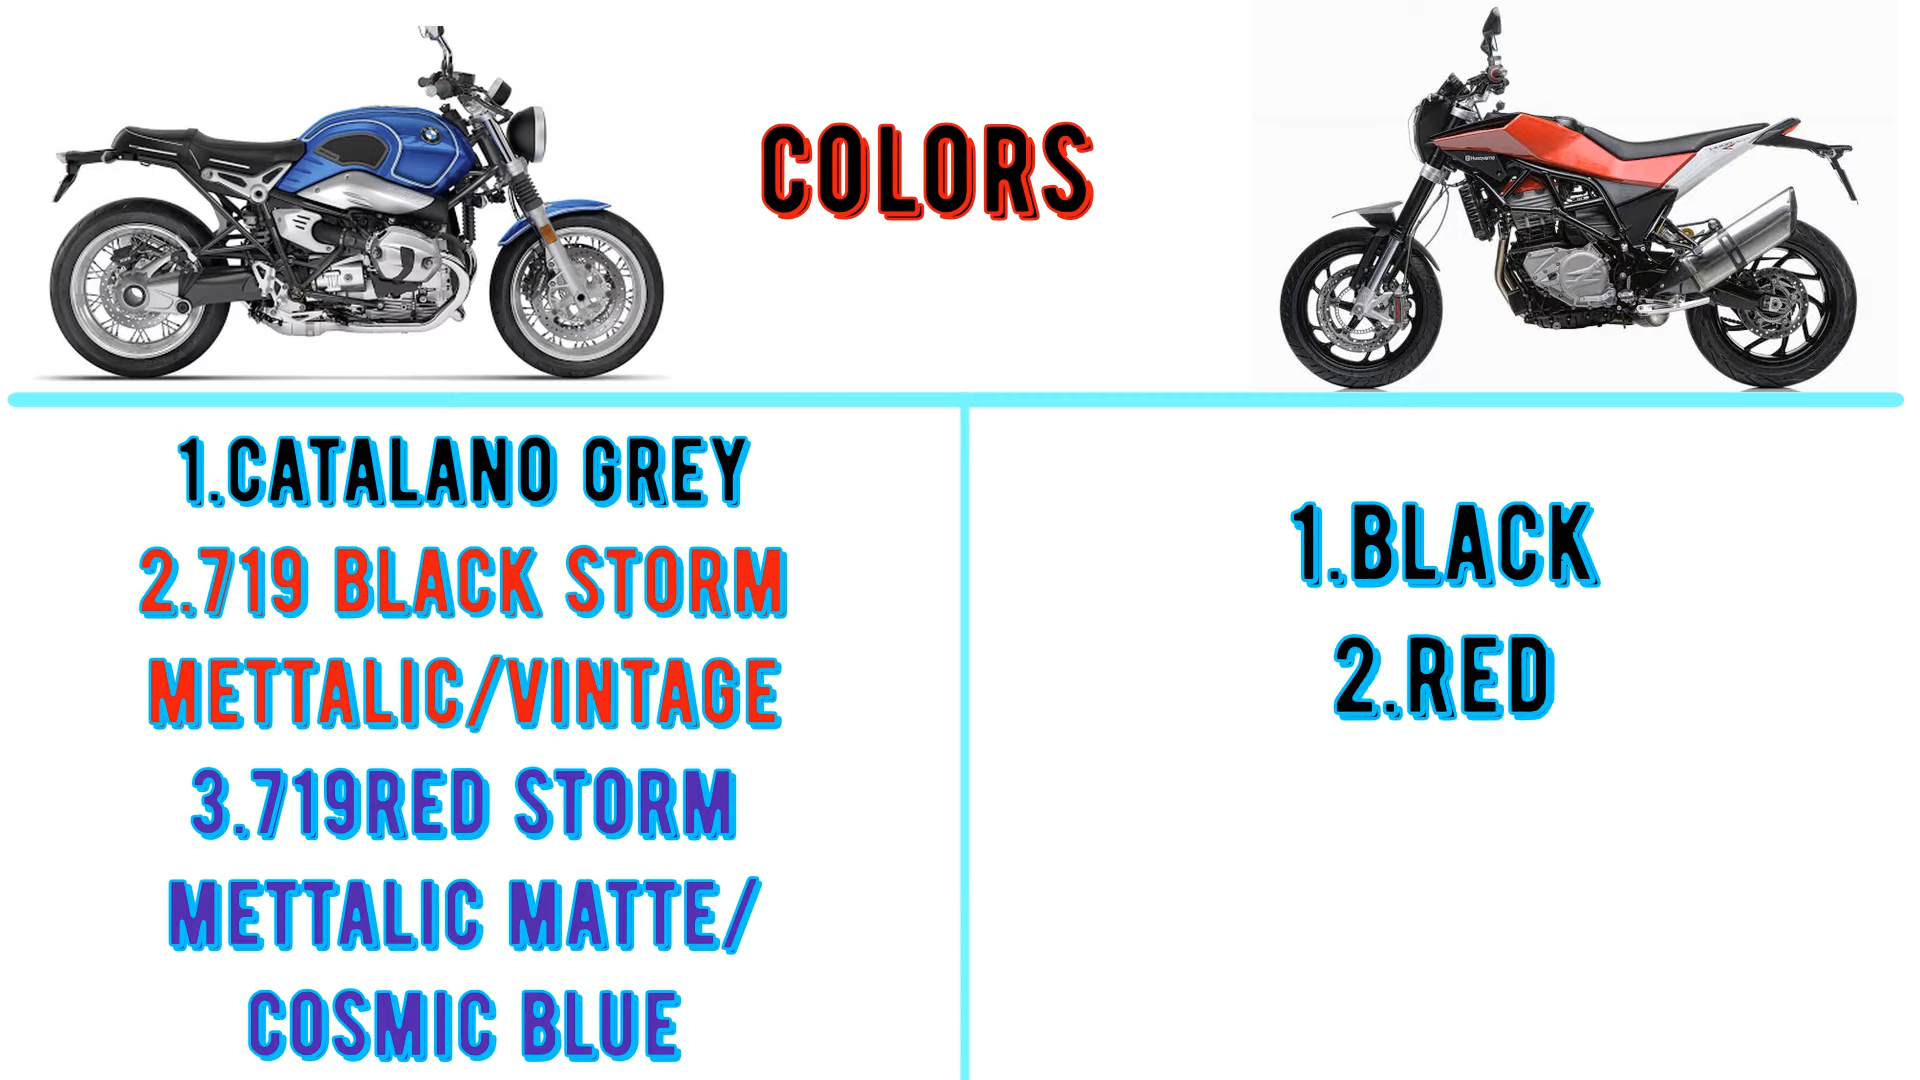 COLORS
Husqvarna
1.CATALANO GREY
2.719 BLACK STORM
METTALIC/VINTAGE
3.719RED STORM
METTALIC MATTE/
COSMIC BLUE
1.BLACK
2.RED